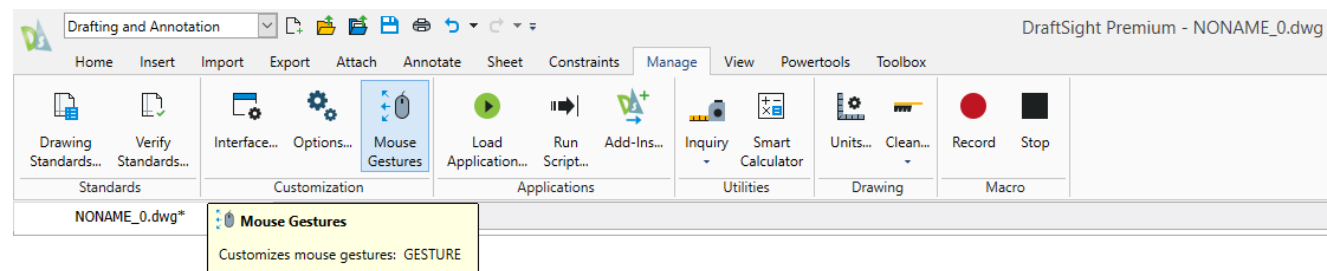 Drafting and Annotation
DraftSight Premium - NONAME_0.dwg
Home Insert Import Export Attach Annotate Sheet Constraints Manage View Powertools Toolbox
Drawing Verify Interface... Options... Mouse Load Run Add-Ins... Inquiry Smart Units... Clean... Record Stop
Standards... Standards... Gestures Application... Script... Calculator
Standards Customization Applications Utilities Drawing Macro
NONAME_0.dwg*
Mouse Gestures
Customizes mouse gestures: GESTURE